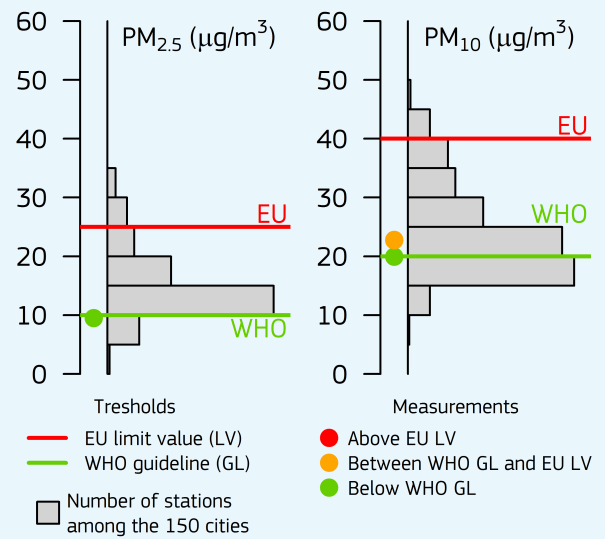 PM2.5 (μg/m³)
60
50
40
30
20
10
0
EU
WHO
PM10 (μg/m³)
60
50
40
30
20
10
0
EU
WHO
Tresholds
EU limit value (LV)
WHO guideline (GL)
Number of stations
among the 150 cities
Measurements
Above EU LV
Between WHO GL and EU LV
Below WHO GL